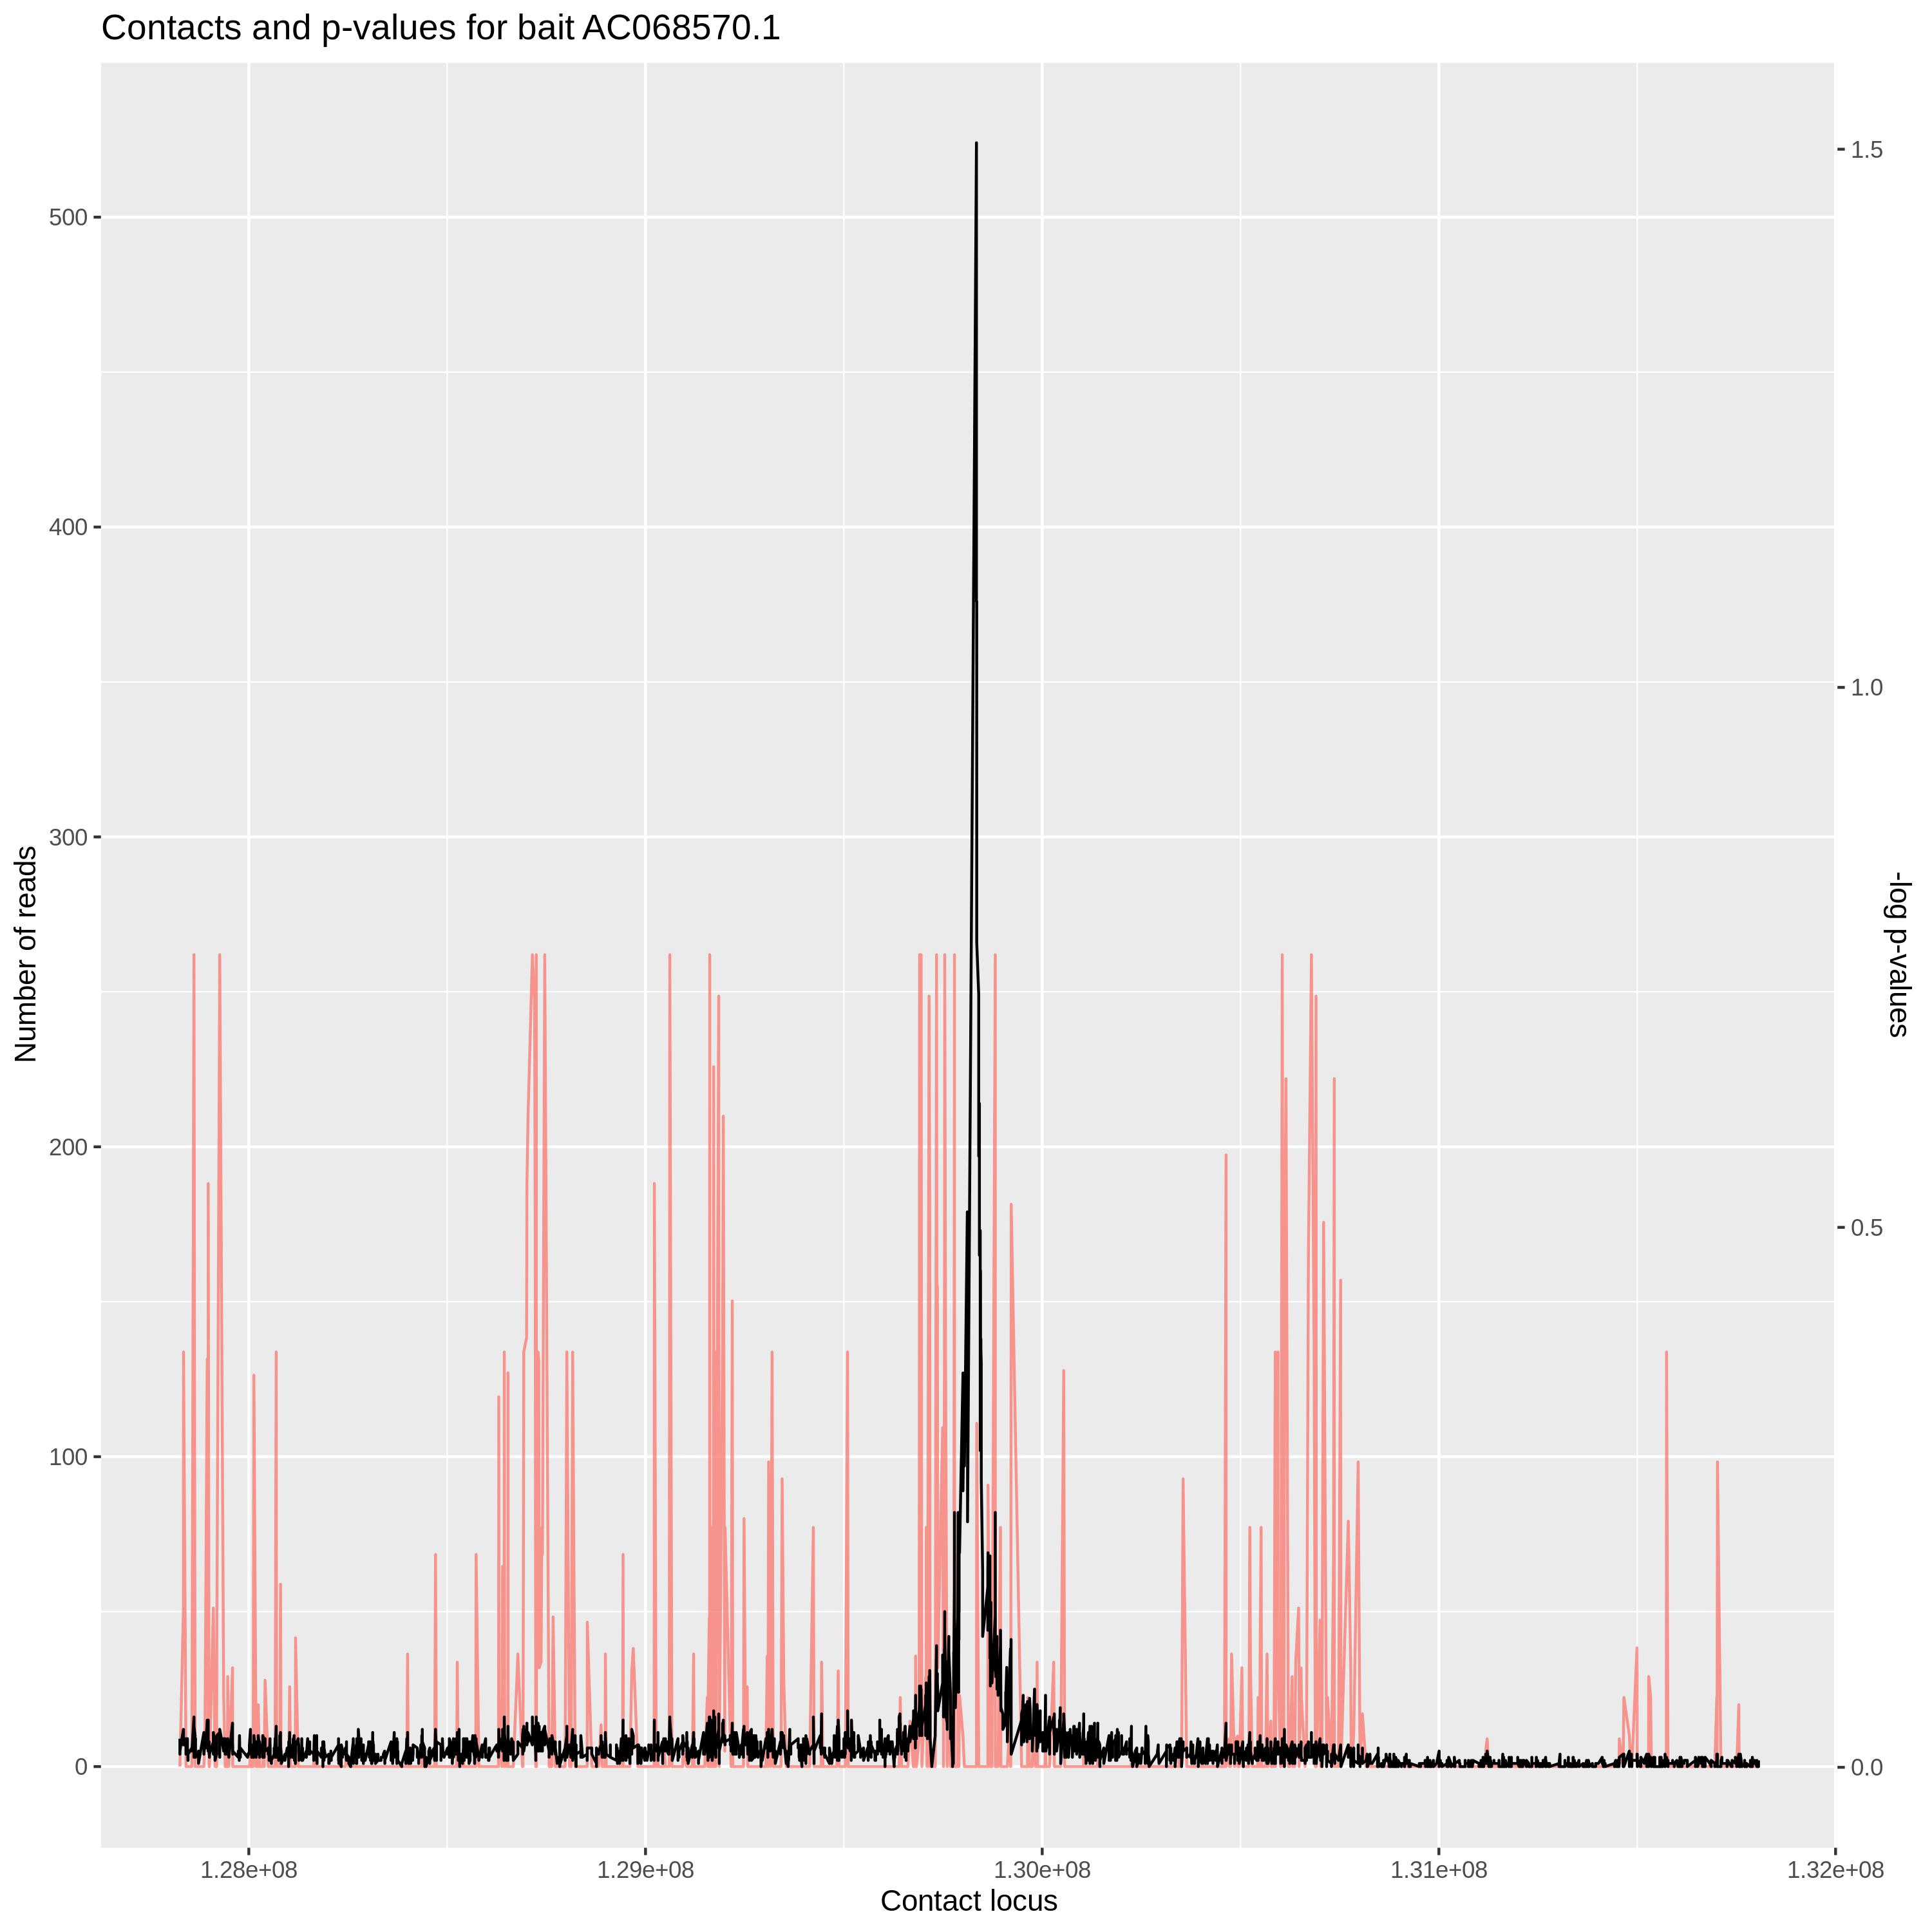 Contacts and p-values for bait AC068570.1
500
400
300
200
100
0
Number of reads
1.5
1.0
0.5
0.0
-log p-values
1.28e+08
1.29e+08
1.30e+08
1.31e+08
1.32e+08
Contact locus